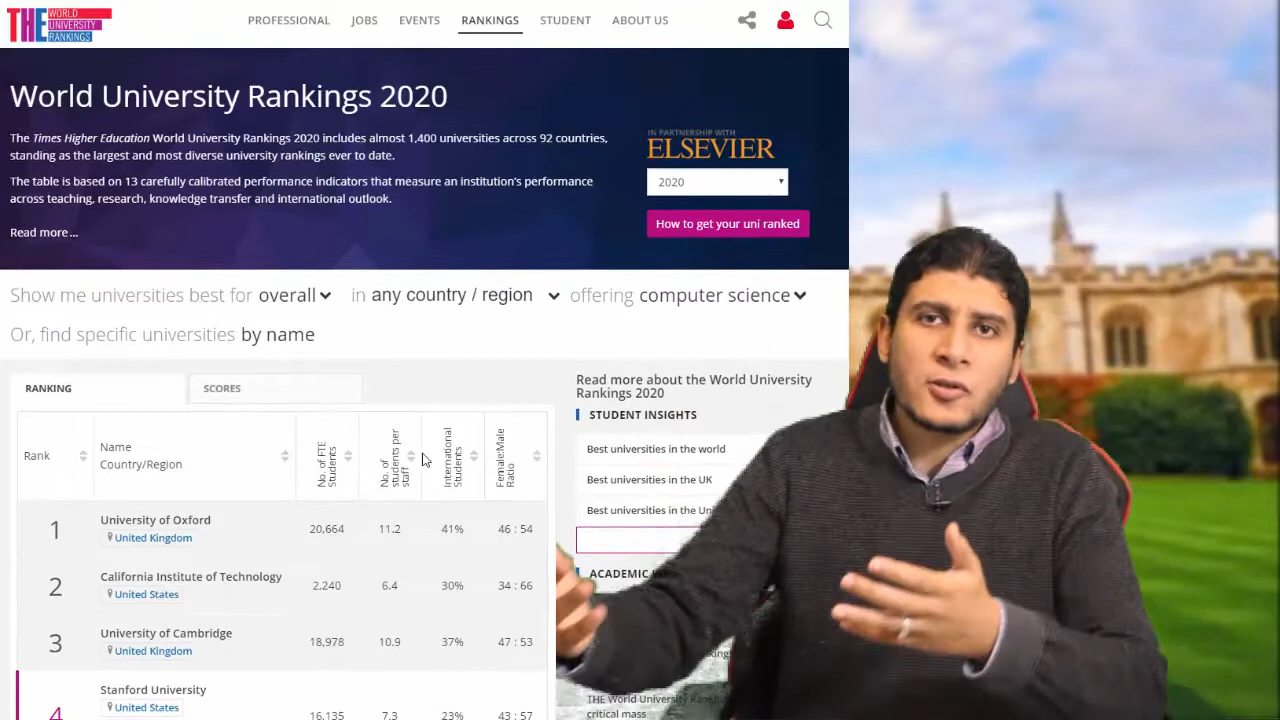 THE WORLD UNIVERSITY RANKINGS
PROFESSIONAL JOBS EVENTS RANKINGS STUDENT ABOUT US
World University Rankings 2020
The Times Higher Education World University Rankings 2020 includes almost 1,400 universities across 92 countries,
standing as the largest and most diverse university rankings ever to date.
The table is based on 13 carefully calibrated performance indicators that measure an institution's performance
across teaching, research, knowledge transfer and international outlook.
Read more ...
IN PARTNERSHIP WITH
ELSEVIER
2020
How to get your uni ranked
Show me universities best for overall in any country / region offering computer science
Or, find specific universities by name
RANKING SCORES
Rank
Name
Country/Region
No. of FTE Students
No. of students per staff
International Students
Female:Male Ratio
1 University of Oxford 20,664 11.2 41% 46 : 54
United Kingdom
2 California Institute of Technology 2,240 6.4 30% 34 : 66
United States
3 University of Cambridge 18,978 10.9 37% 47 : 53
United Kingdom
4 Stanford University 16,135 7.3 23% 43 : 57
United States
Read more about the World University
Rankings 2020
STUDENT INSIGHTS
Best universities in the world
Best universities in the UK
Best universities in the
ACADEMIC
THE World University
critical mass